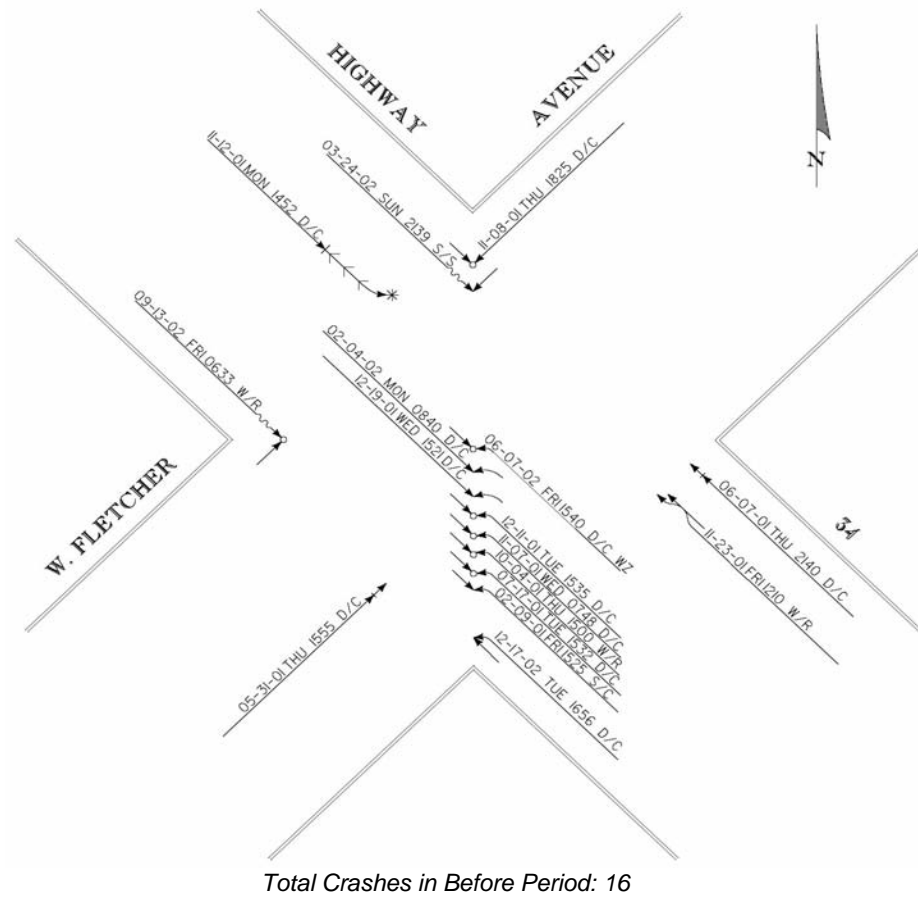 HIGHWAY
AVENUE
11-12-01 MON 1452 D/C
03-24-02 SUN 2139 S/S
11-08-01 THU 1825 D/C
N
09-13-02 FRI 0633 W/R
02-04-02 MON 0840 D/C
12-19-01 WED 1521 D/C
06-07-02 FRI 1540 D/C WZ
W. FLETCHER
34
06-07-01 THU 2140 D/C
11-23-01 FRI 1210 W/R
12-11-01 TUE 1535 D/C
11-07-01 WED 0748 D/C
10-04-01 THU 1500 W/R
07-17-01 TUE 1532 D/C
02-09-01 FRI 1525 S/C
05-31-01 THU 1555 D/C
12-17-02 TUE 1656 D/C
Total Crashes in Before Period: 16